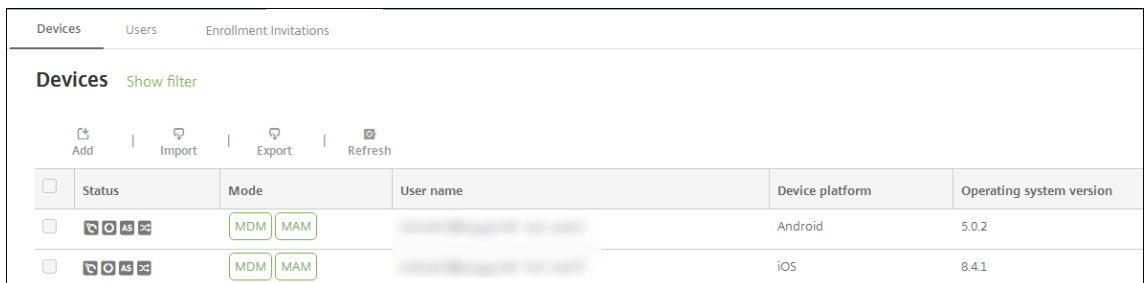 Devices Users Enrollment Invitations
Devices Show filter
Add | Import | Export | Refresh
Status Mode User name Device platform Operating system version
AS MDM MAM Android 5.0.2
AS MDM MAM iOS 8.4.1